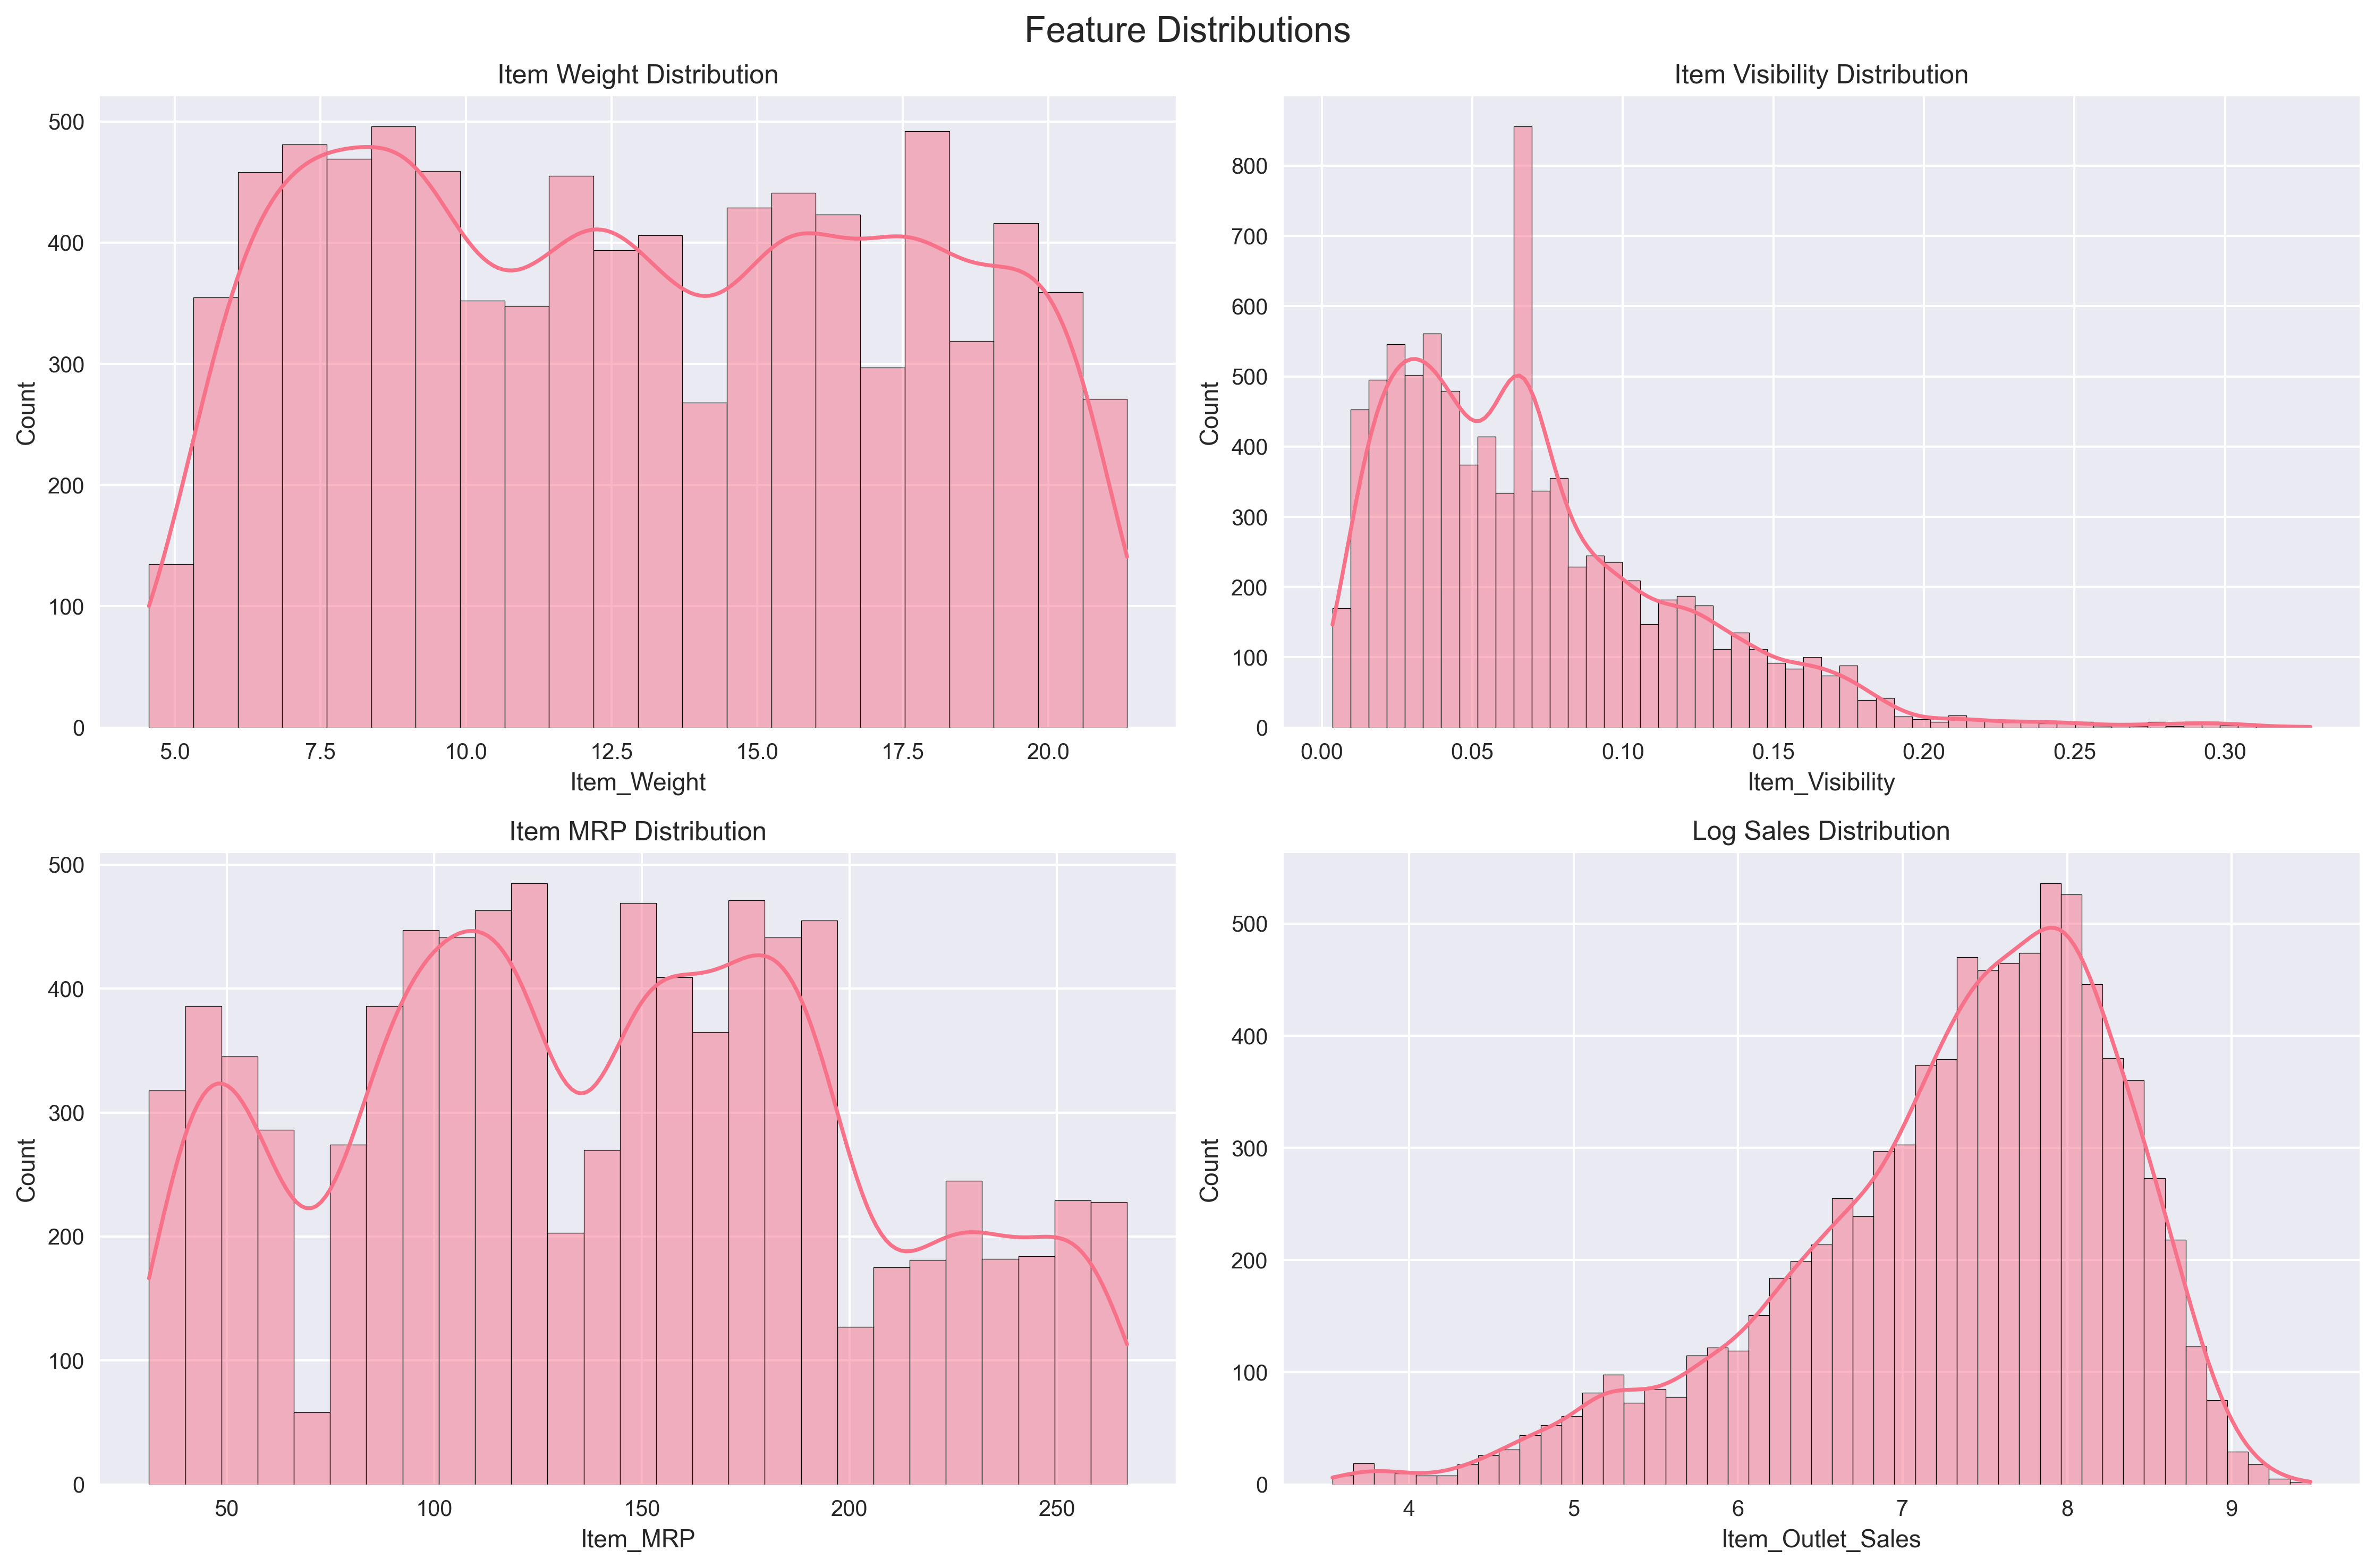 Feature Distributions
Item Weight Distribution
500
400
300
200
100
0
Count
5.0 7.5 10.0 12.5 15.0 17.5 20.0
Item_Weight
Item Visibility Distribution
800
700
600
500
400
300
200
100
0
Count
0.00 0.05 0.10 0.15 0.20 0.25 0.30
Item_Visibility
Item MRP Distribution
500
400
300
200
100
0
Count
50 100 150 200 250
Item_MRP
Log Sales Distribution
500
400
300
200
100
0
Count
4 5 6 7 8 9
Item_Outlet_Sales